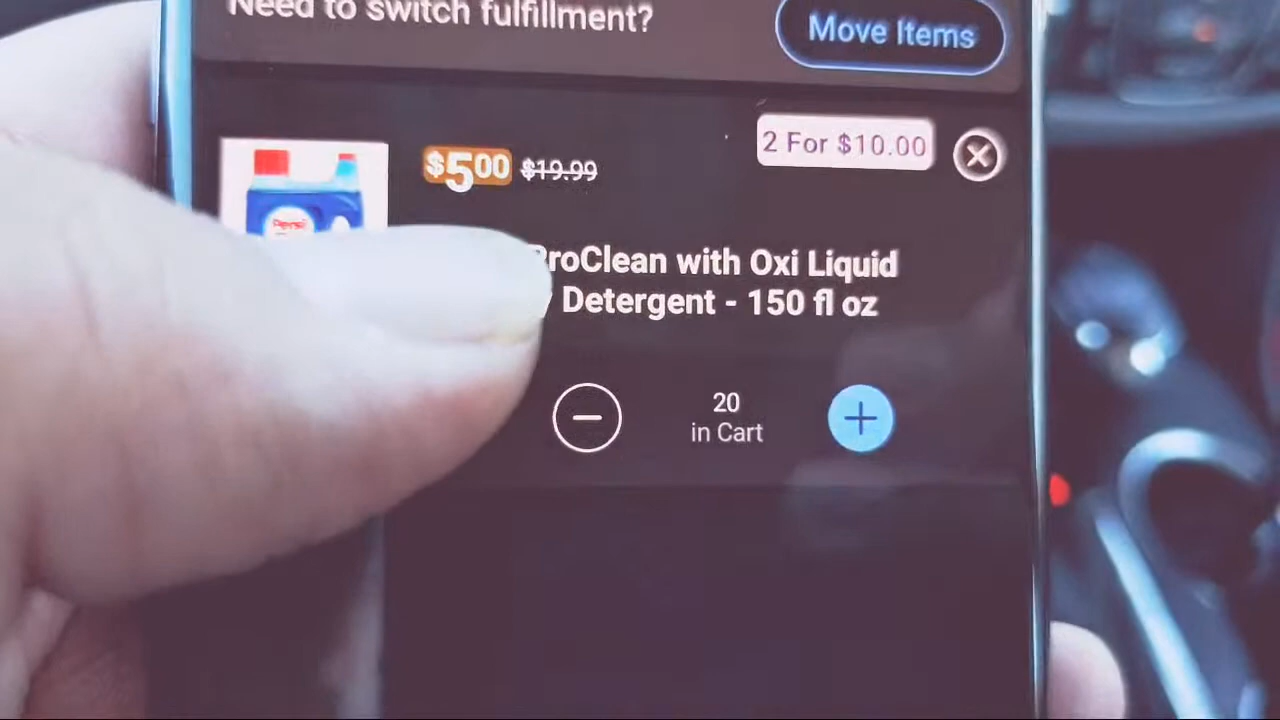 Need to switch fulfillment?
Move Items
2 For $10.00
$5.00 $19.99
ProClean with Oxi Liquid
Detergent - 150 fl oz
20
in Cart